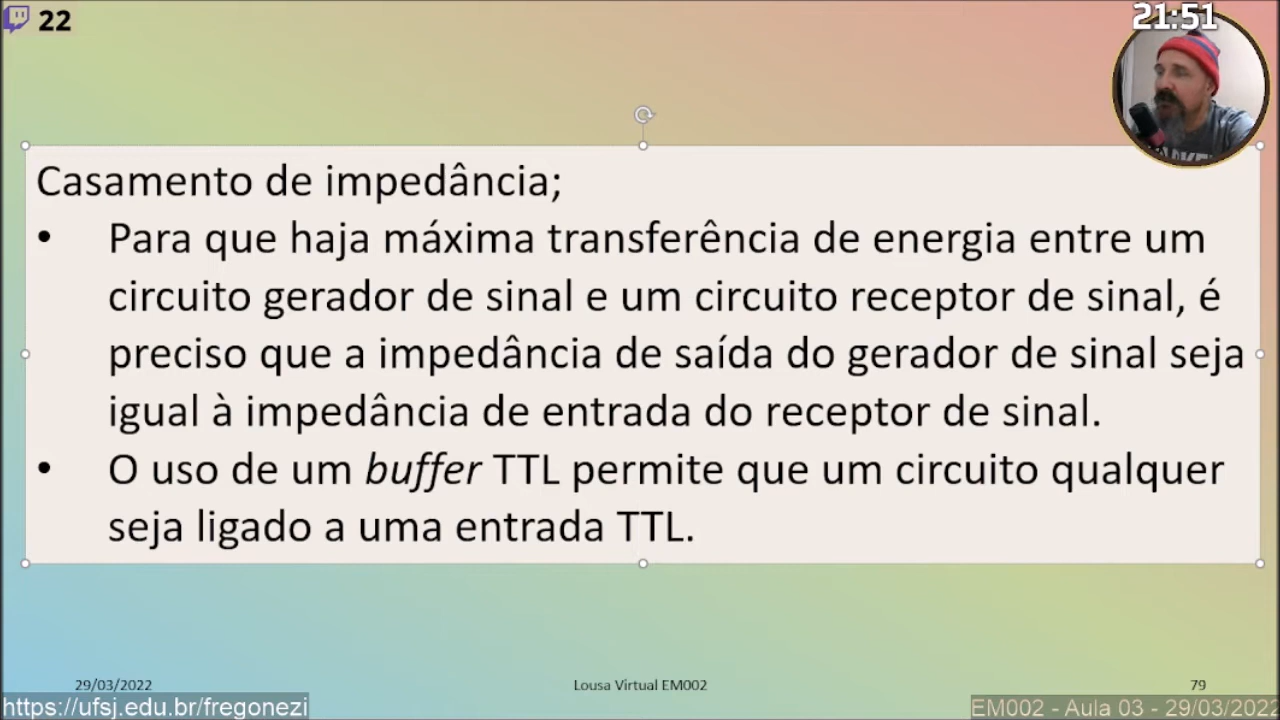 22
21:51
Casamento de impedância;
• Para que haja máxima transferência de energia entre um
circuito gerador de sinal e um circuito receptor de sinal, é
preciso que a impedância de saída do gerador de sinal seja
igual à impedância de entrada do receptor de sinal.
• O uso de um buffer TTL permite que um circuito qualquer
seja ligado a uma entrada TTL.
29/03/2022
Lousa Virtual EM002
79
https://ufsj.edu.br/fregonezi
EM002 - Aula 03 - 29/03/2022